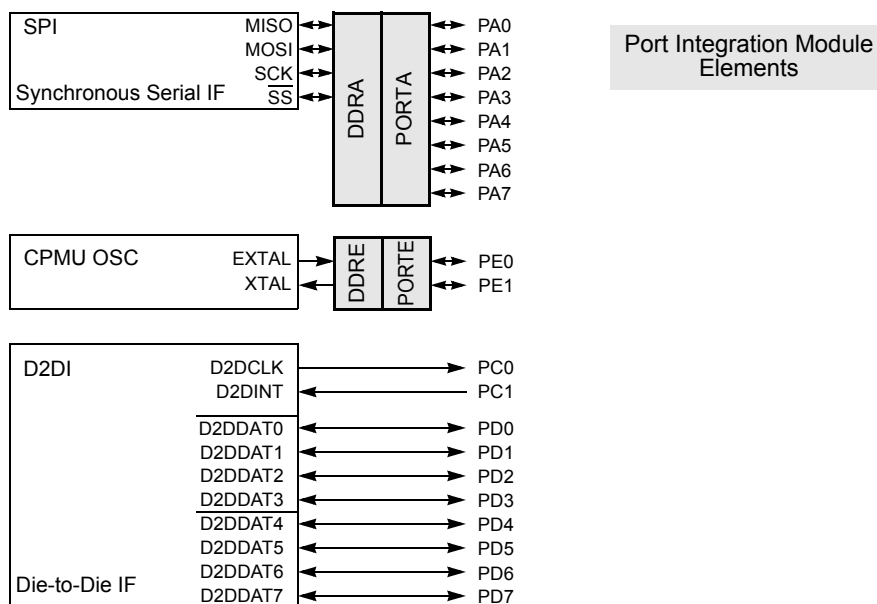 SPI
MISO
PA0
MOSI
PA1
SCK
PA2
Synchronous Serial IF
SS
PA3
PA4
PA5
PA6
PA7
DDRA
PORTA
Port Integration Module
Elements
CPMU OSC
EXTAL
PE0
XTAL
PE1
DDRE
PORTE
D2DI
D2DCLK
PC0
D2DINT
PC1
D2DDAT0
PD0
D2DDAT1
PD1
D2DDAT2
PD2
D2DDAT3
PD3
D2DDAT4
PD4
D2DDAT5
PD5
D2DDAT6
PD6
Die-to-Die IF
D2DDAT7
PD7